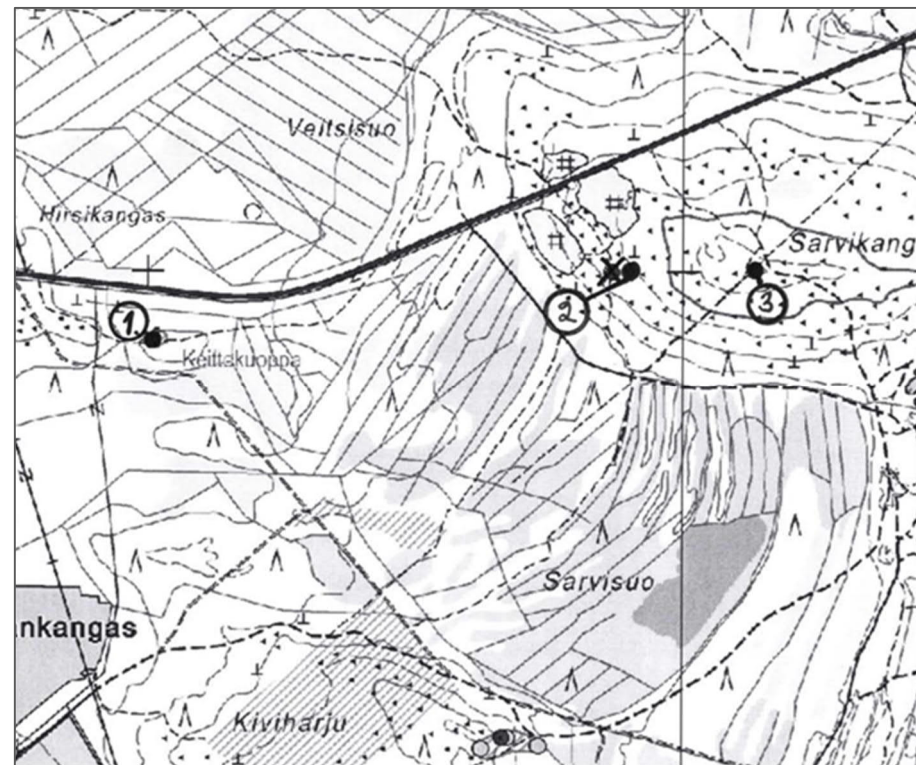 Veitsisuo
Hirsikangas
Sarvikang
1.
2
3
Keittokuoppa
Sarvisuo
nkangas
Kiviharju